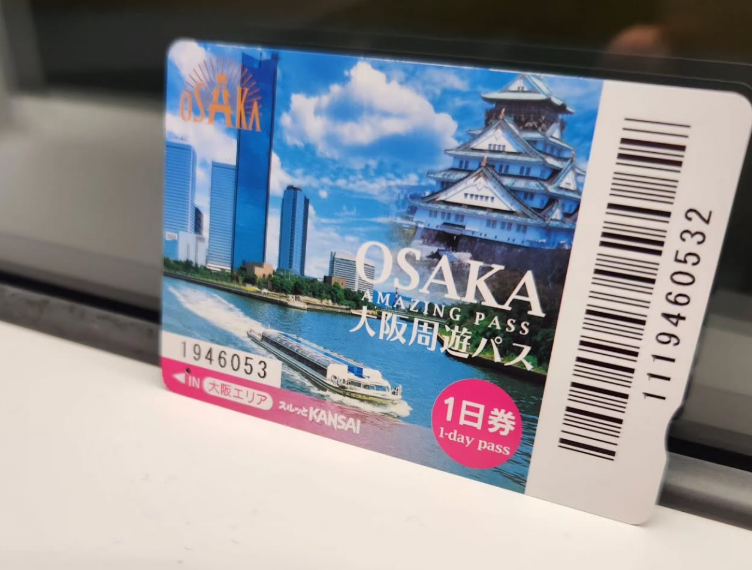 OSAKA
OSAKA
AMAZING PASS
大阪周遊パス
1946053
IN 大阪エリア スルッとKANSAI
1日券
1-day pass
1119460532